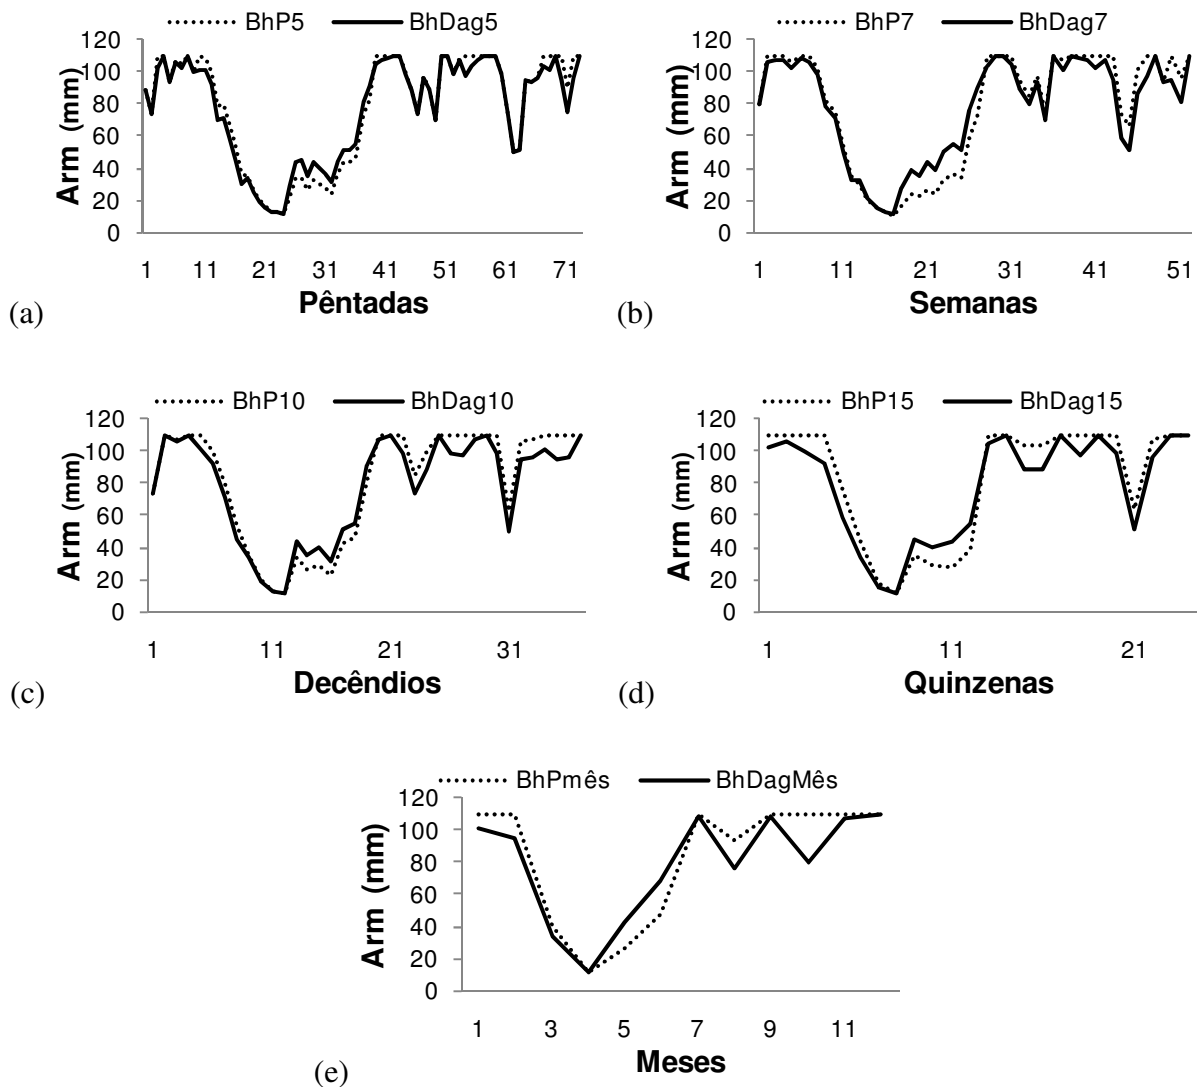 BhP5 BhDag5
120
100
80
60
40
20
0
Arm (mm)
1 11 21 31 41 51 61 71
Pêntadas
(a)
BhP7 BhDag7
120
100
80
60
40
20
0
Arm (mm)
1 11 21 31 41 51
Semanas
(b)
BhP10 BhDag10
120
100
80
60
40
20
0
Arm (mm)
1 11 21 31
Decêndios
(c)
BhP15 BhDag15
120
100
80
60
40
20
0
Arm (mm)
1 11 21
Quinzenas
(d)
BhPmês BhDagMês
120
100
80
60
40
20
0
Arm (mm)
1 3 5 7 9 11
Meses
(e)